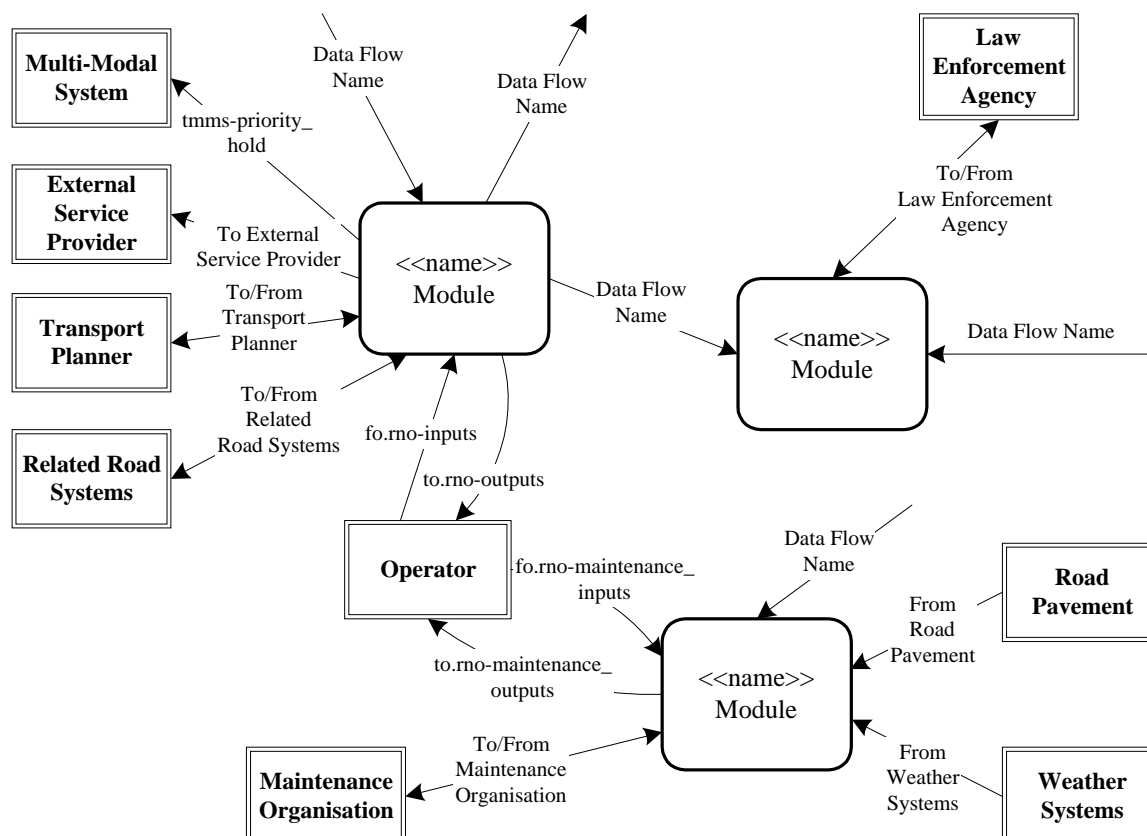 Multi-Modal
System
Data Flow
Name
Data Flow
Name
Law
Enforcement
Agency
tmms-priority_
hold
External
Service
Provider
To External
Service Provider
To/From
Law Enforcement
Agency
<<name>>
Module
Data Flow
Name
<<name>>
Module
Data Flow Name
Transport
Planner
To/From
Transport
Planner
To/From
Related
Road Systems
Related Road
Systems
fo.rno-inputs
to.rno-outputs
Operator
fo.rno-maintenance_
inputs
Data Flow
Name
Road
Pavement
From
Road
Pavement
to.rno-maintenance_
outputs
<<name>>
Module
To/From
Maintenance
Organisation
Maintenance
Organisation
From
Weather
Systems
Weather
Systems